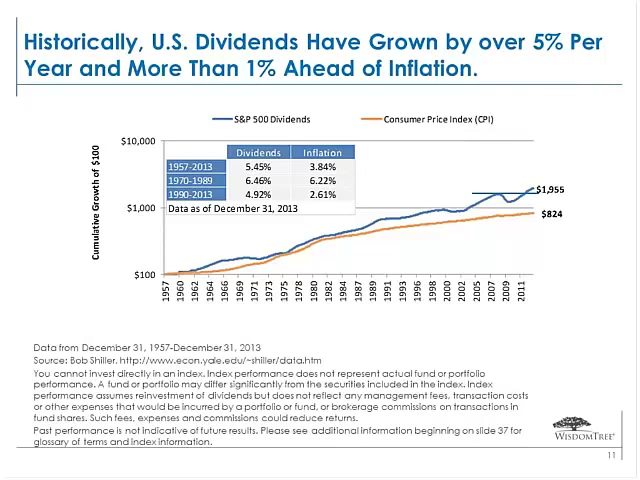 Historically, U.S. Dividends Have Grown by over 5% Per
Year and More Than 1% Ahead of Inflation.
S&P 500 Dividends Consumer Price Index (CPI)
Cumulative Growth of $100
$10,000
$1,000
$100
Dividends Inflation
1957-2013 5.45% 3.84%
1970-1989 6.46% 6.22%
1990-2013 4.92% 2.61%
Data as of December 31, 2013
$1,955
$824
1957 1960 1962 1964 1966 1969 1971 1973 1975 1978 1980 1982 1984 1987 1989 1991 1993 1996 1998 2000 2002 2005 2007 2009 2011
Data from December 31, 1957-December 31, 2013
Source: Bob Shiller. http://www.econ.yale.edu/~shiller/data.htm
You cannot invest directly in an index. Index performance does not represent actual fund or portfolio
performance. A fund or portfolio may differ significantly from the securities included in the index. Index
performance assumes reinvestment of dividends but does not reflect any management fees, transaction costs
or other expenses that would be incurred by a portfolio or fund, or brokerage commissions on transactions in
fund shares. Such fees, expenses and commissions could reduce returns.
Past performance is not indicative of future results. Please see additional information beginning on slide 37 for
glossary of terms and index information.
WISDOMTREE®
11